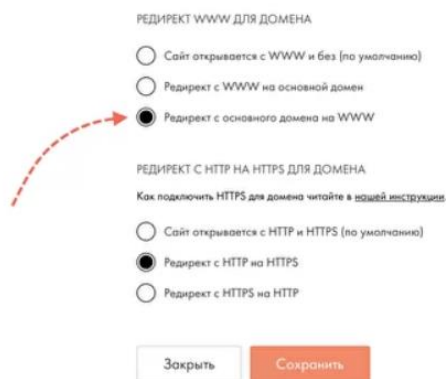 РЕДИРЕКТ WWW ДЛЯ ДОМЕНА
Сайт открывается с WWW и без (по умолчанию)
Редирект с WWW на основной домен
Редирект с основного домена на WWW
РЕДИРЕКТ С HTTP НА HTTPS ДЛЯ ДОМЕНА
Как подключить HTTPS для домена читайте в нашей инструкции.
Сайт открывается с HTTP и HTTPS (по умолчанию)
Редирект с HTTP на HTTPS
Редирект с HTTPS на HTTP
Закрыть Сохранить